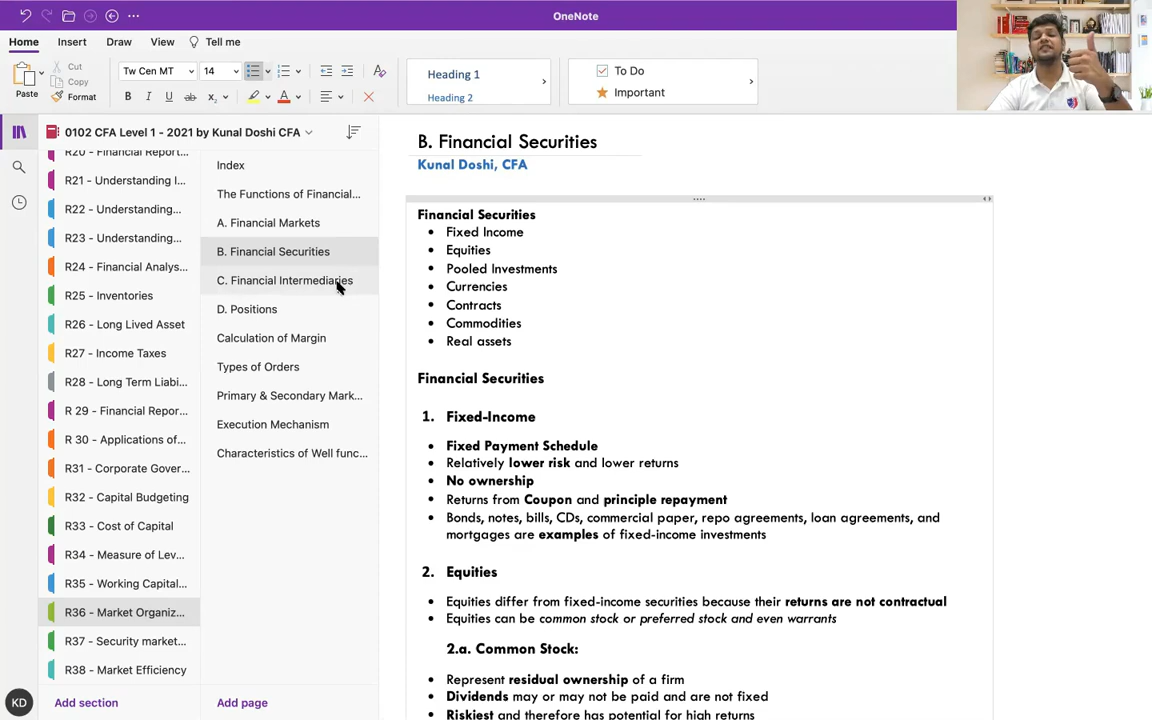 OneNote
Home Insert Draw View Tell me
Paste
Cut
Copy
Format
Tw Cen MT 14
B I U ab x₂ A
Heading 1
Heading 2
To Do
Important
0102 CFA Level 1 - 2021 by Kunal Doshi CFA
R20 - Financial Report...
R21 - Understanding I...
R22 - Understanding...
R23 - Understanding...
R24 - Financial Analys...
R25 - Inventories
R26 - Long Lived Asset
R27 - Income Taxes
R28 - Long Term Liabi...
R 29 - Financial Repor...
R 30 - Applications of...
R31 - Corporate Gover...
R32 - Capital Budgeting
R33 - Cost of Capital
R34 - Measure of Lev...
R35 - Working Capital...
R36 - Market Organiz...
R37 - Security market...
R38 - Market Efficiency
KD
Add section
Index
The Functions of Financial...
A. Financial Markets
B. Financial Securities
C. Financial Intermediaries
D. Positions
Calculation of Margin
Types of Orders
Primary & Secondary Mark...
Execution Mechanism
Characteristics of Well func...
Add page
B. Financial Securities
Kunal Doshi, CFA
Financial Securities
• Fixed Income
• Equities
• Pooled Investments
• Currencies
• Contracts
• Commodities
• Real assets
Financial Securities
1. Fixed-Income
• Fixed Payment Schedule
• Relatively lower risk and lower returns
• No ownership
• Returns from Coupon and principle repayment
• Bonds, notes, bills, CDs, commercial paper, repo agreements, loan agreements, and
mortgages are examples of fixed-income investments
2. Equities
• Equities differ from fixed-income securities because their returns are not contractual
• Equities can be common stock or preferred stock and even warrants
2.a. Common Stock:
• Represent residual ownership of a firm
• Dividends may or may not be paid and are not fixed
• Riskiest and therefore has potential for high returns